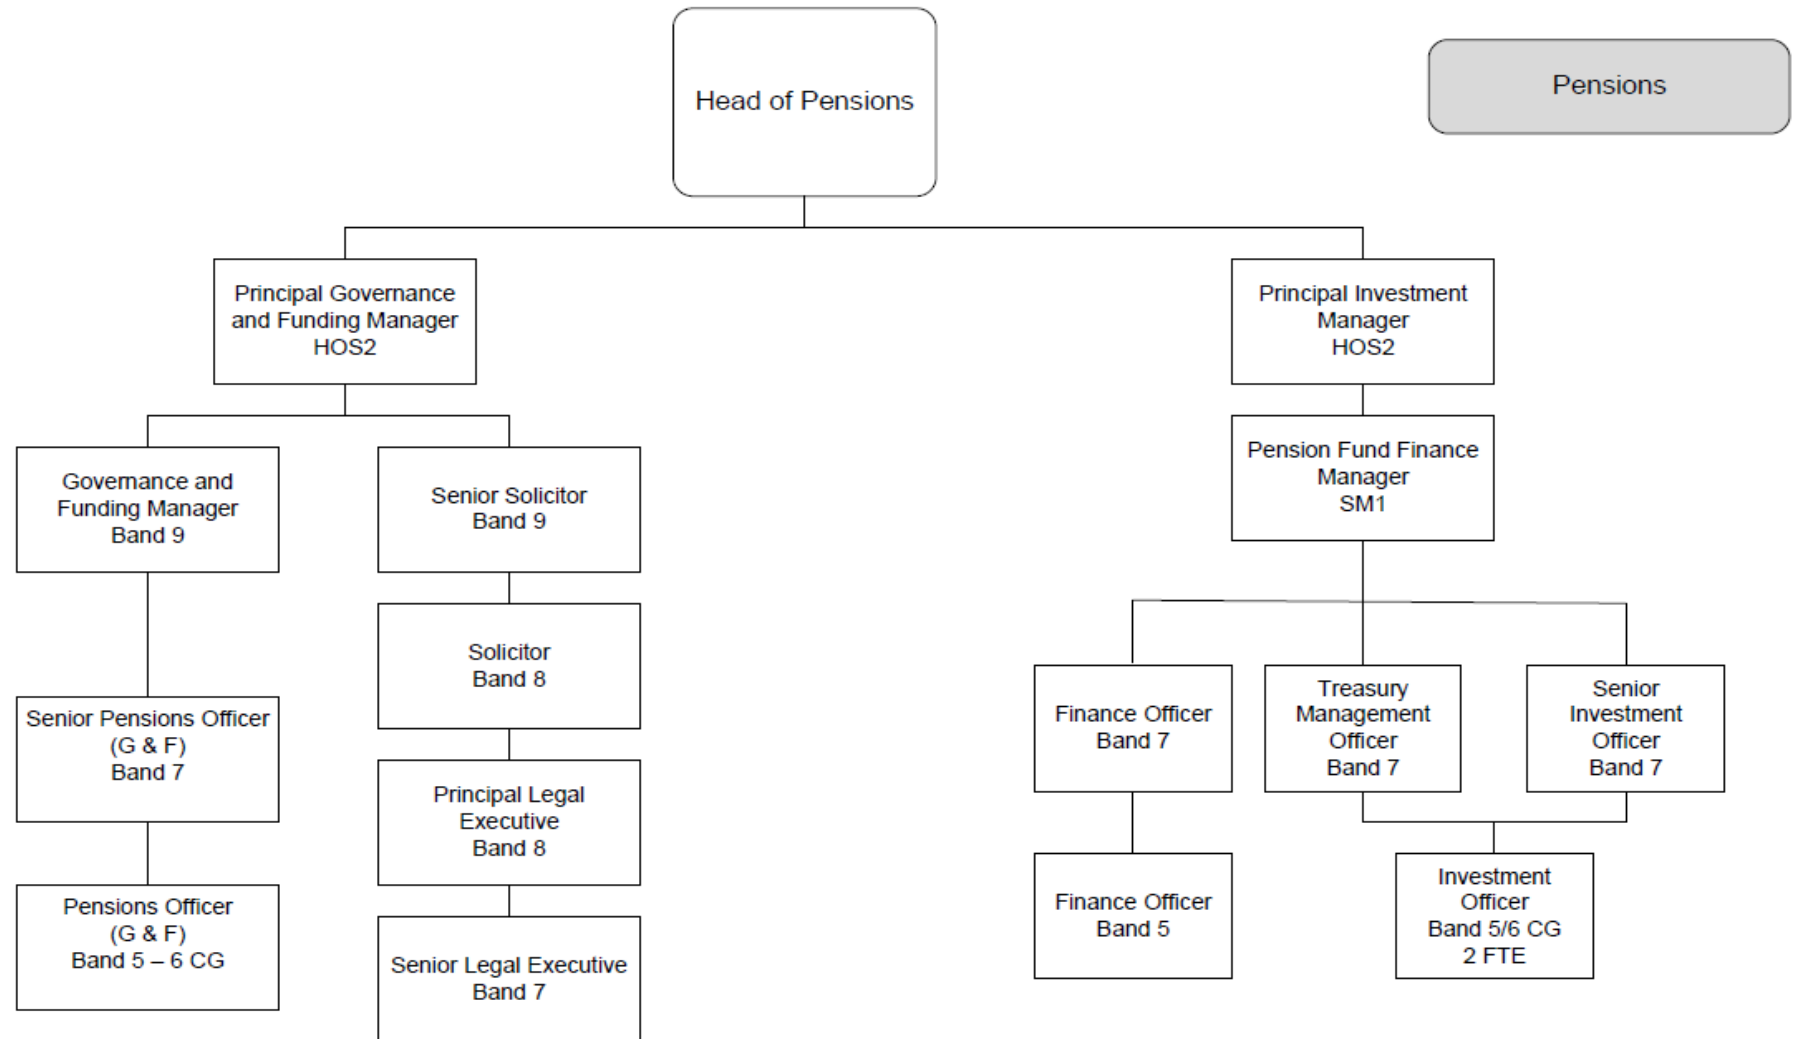 Head of Pensions
Pensions
Principal Governance
and Funding Manager
HOS2
Principal Investment
Manager
HOS2
Governance and
Funding Manager
Band 9
Senior Solicitor
Band 9
Pension Fund Finance
Manager
SM1
Solicitor
Band 8
Senior Pensions Officer
(G & F)
Band 7
Finance Officer
Band 7
Treasury
Management
Officer
Band 7
Senior
Investment
Officer
Band 7
Principal Legal
Executive
Band 8
Pensions Officer
(G & F)
Band 5 – 6 CG
Senior Legal Executive
Band 7
Finance Officer
Band 5
Investment
Officer
Band 5/6 CG
2 FTE